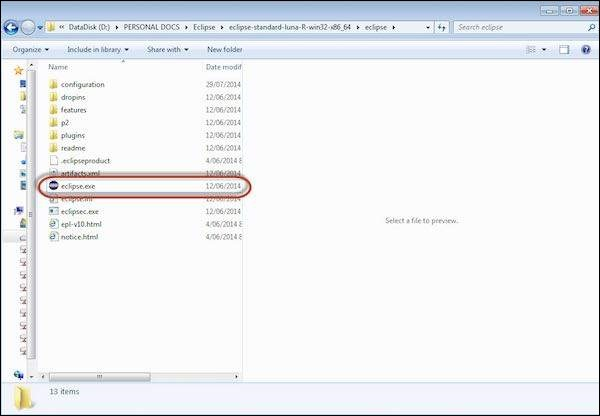 DataDisk (D:) ▸ PERSONAL DOCS ▸ Eclipse ▸ eclipse-standard-luna-R-win32-x86_64 ▸ eclipse ▸
Search eclipse
Organize Include in library Share with New folder
Name Date modif
configuration 29/07/2014
dropins 12/06/2014
features 12/06/2014
p2 12/06/2014
plugins 12/06/2014
readme 12/06/2014
.eclipseproduct 4/06/2014 8
artifacts.xml 12/06/2014
eclipse.exe 12/06/2014
eclipse.ini 12/06/2014
eclipsec.exe 12/06/2014
epl-v10.html 4/06/2014 8
notice.html 4/06/2014 8
Select a file to preview.
13 items